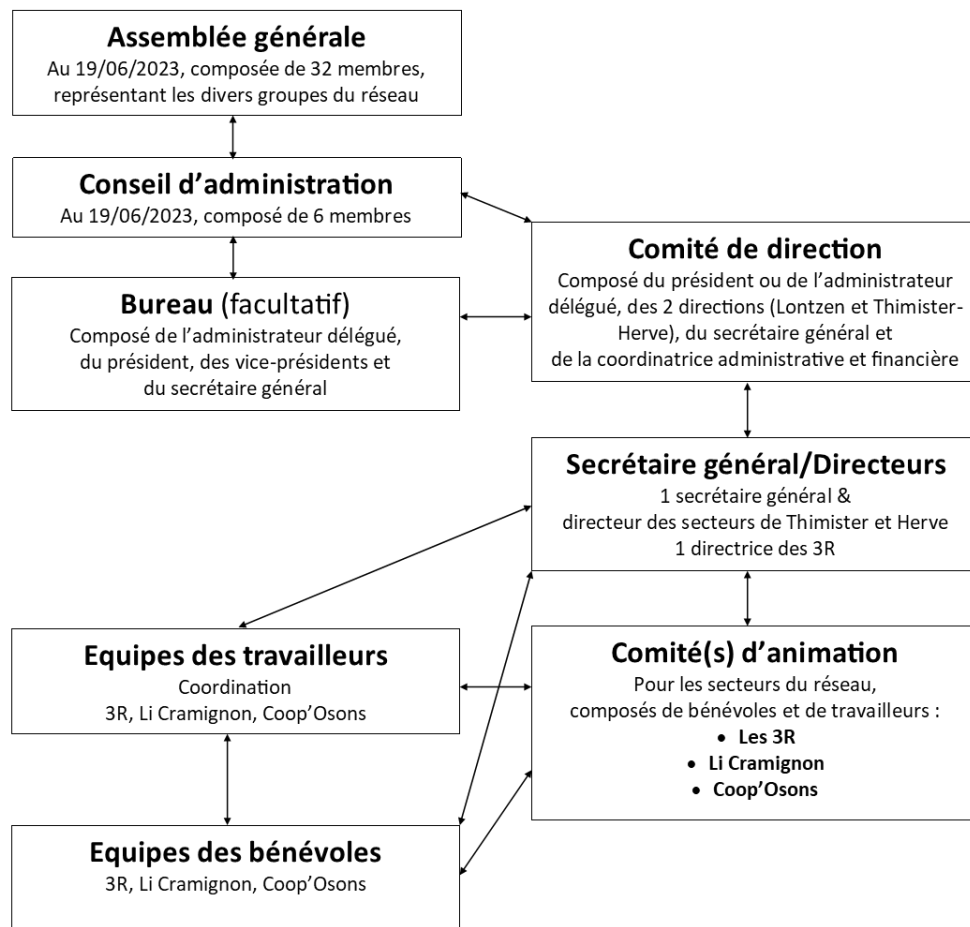 Assemblée générale
Au 19/06/2023, composée de 32 membres,
représentant les divers groupes du réseau
Conseil d'administration
Au 19/06/2023, composé de 6 membres
Comité de direction
Composé du président ou de l'administrateur
délégué, des 2 directions (Lontzen et Thimister-
Herve), du secrétaire général et
de la coordinatrice administrative et financière
Bureau (facultatif)
Composé de l'administrateur délégué,
du président, des vice-présidents et
du secrétaire général
Secrétaire général/Directeurs
1 secrétaire général &
directeur des secteurs de Thimister et Herve
1 directrice des 3R
Equipes des travailleurs
Coordination
3R, Li Cramignon, Coop'Osons
Comité(s) d'animation
Pour les secteurs du réseau,
composés de bénévoles et de travailleurs :
• Les 3R
• Li Cramignon
• Coop'Osons
Equipes des bénévoles
3R, Li Cramignon, Coop'Osons